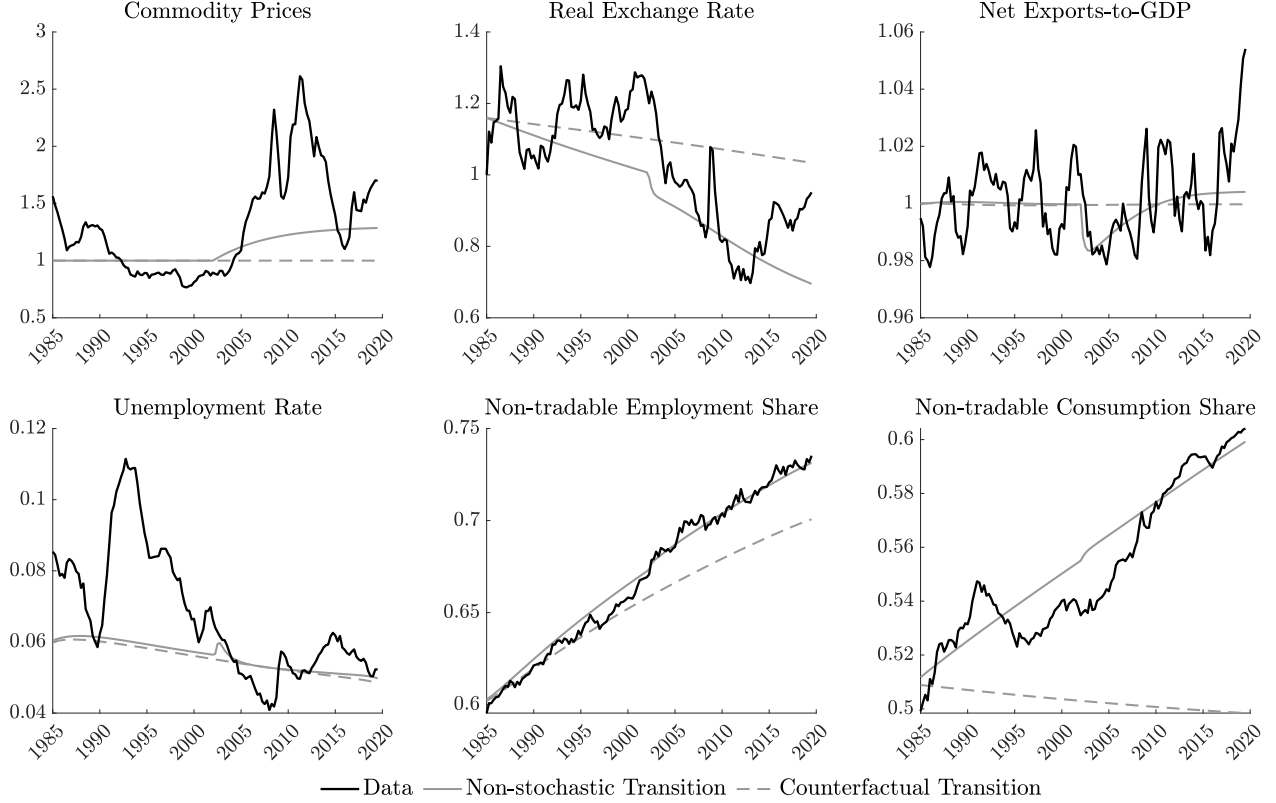 Commodity Prices
3
2.5
2
1.5
1
0.5
1985 1990 1995 2000 2005 2010 2015 2020
Real Exchange Rate
1.4
1.2
1
0.8
0.6
1985 1990 1995 2000 2005 2010 2015 2020
Net Exports-to-GDP
1.06
1.04
1.02
1
0.98
0.96
1985 1990 1995 2000 2005 2010 2015 2020
Unemployment Rate
0.12
0.1
0.08
0.06
0.04
1985 1990 1995 2000 2005 2010 2015 2020
Non-tradable Employment Share
0.75
0.7
0.65
0.6
1985 1990 1995 2000 2005 2010 2015 2020
Non-tradable Consumption Share
0.6
0.58
0.56
0.54
0.52
0.5
1985 1990 1995 2000 2005 2010 2015 2020
Data Non-stochastic Transition Counterfactual Transition